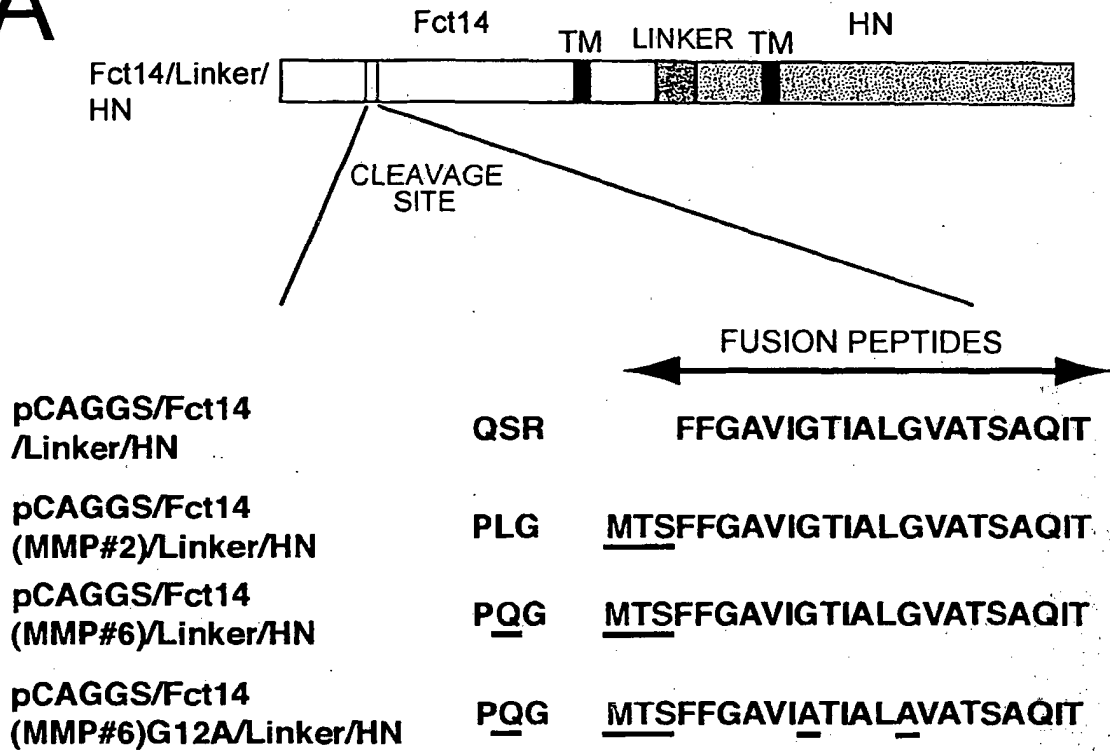 A
Fct14
TM LINKER TM HN
Fct14/Linker/
HN
CLEAVAGE
SITE
FUSION PEPTIDES
pCAGGS/Fct14
/Linker/HN QSR FFGAVIGTIALGVATSAQIT
pCAGGS/Fct14
(MMP#2)/Linker/HN PLG MTSFFGAVIGTIALGVATSAQIT
pCAGGS/Fct14
(MMP#6)/Linker/HN PQG MTSFFGAVIGTIALGVATSAQIT
pCAGGS/Fct14
(MMP#6)G12A/Linker/HN PQG MTSFFGAVIATIALAVATSAQIT